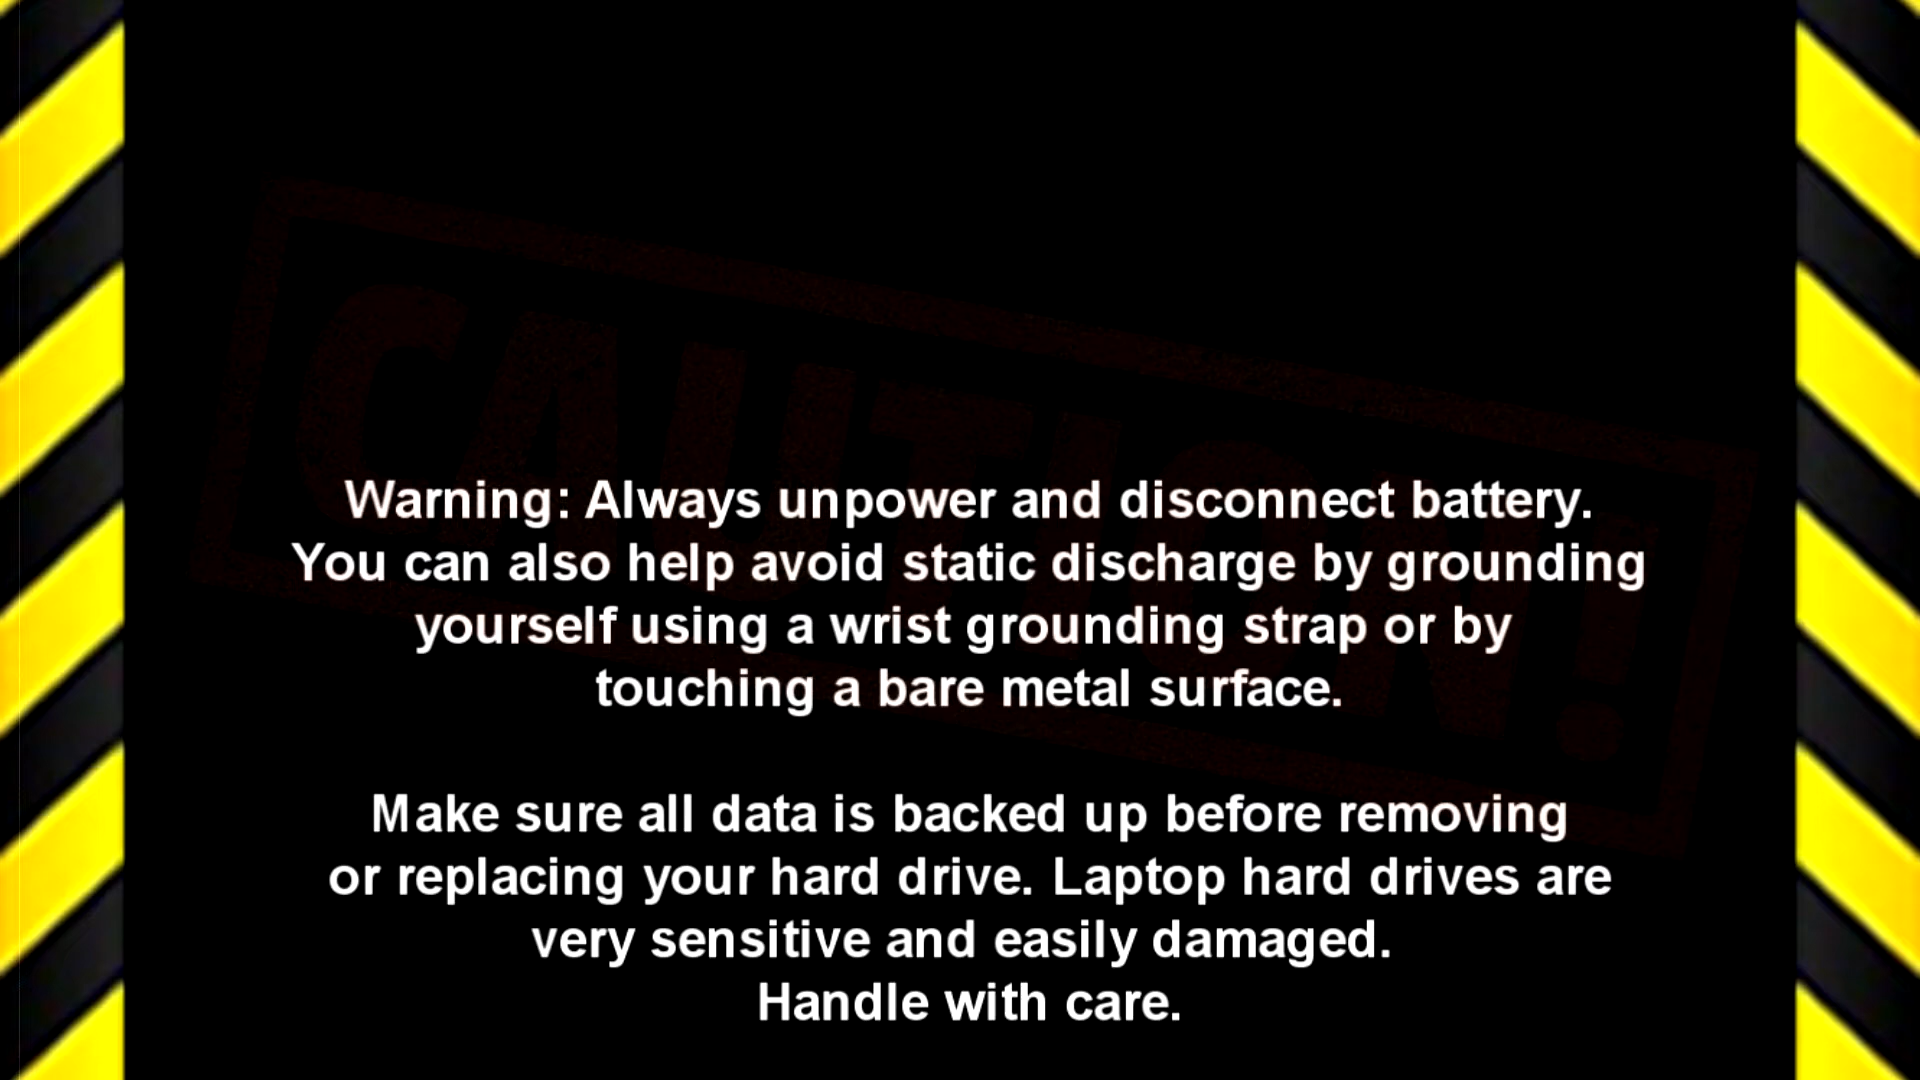 CAUTION!
Warning: Always unpower and disconnect battery.
You can also help avoid static discharge by grounding
yourself using a wrist grounding strap or by
touching a bare metal surface.
Make sure all data is backed up before removing
or replacing your hard drive. Laptop hard drives are
very sensitive and easily damaged.
Handle with care.